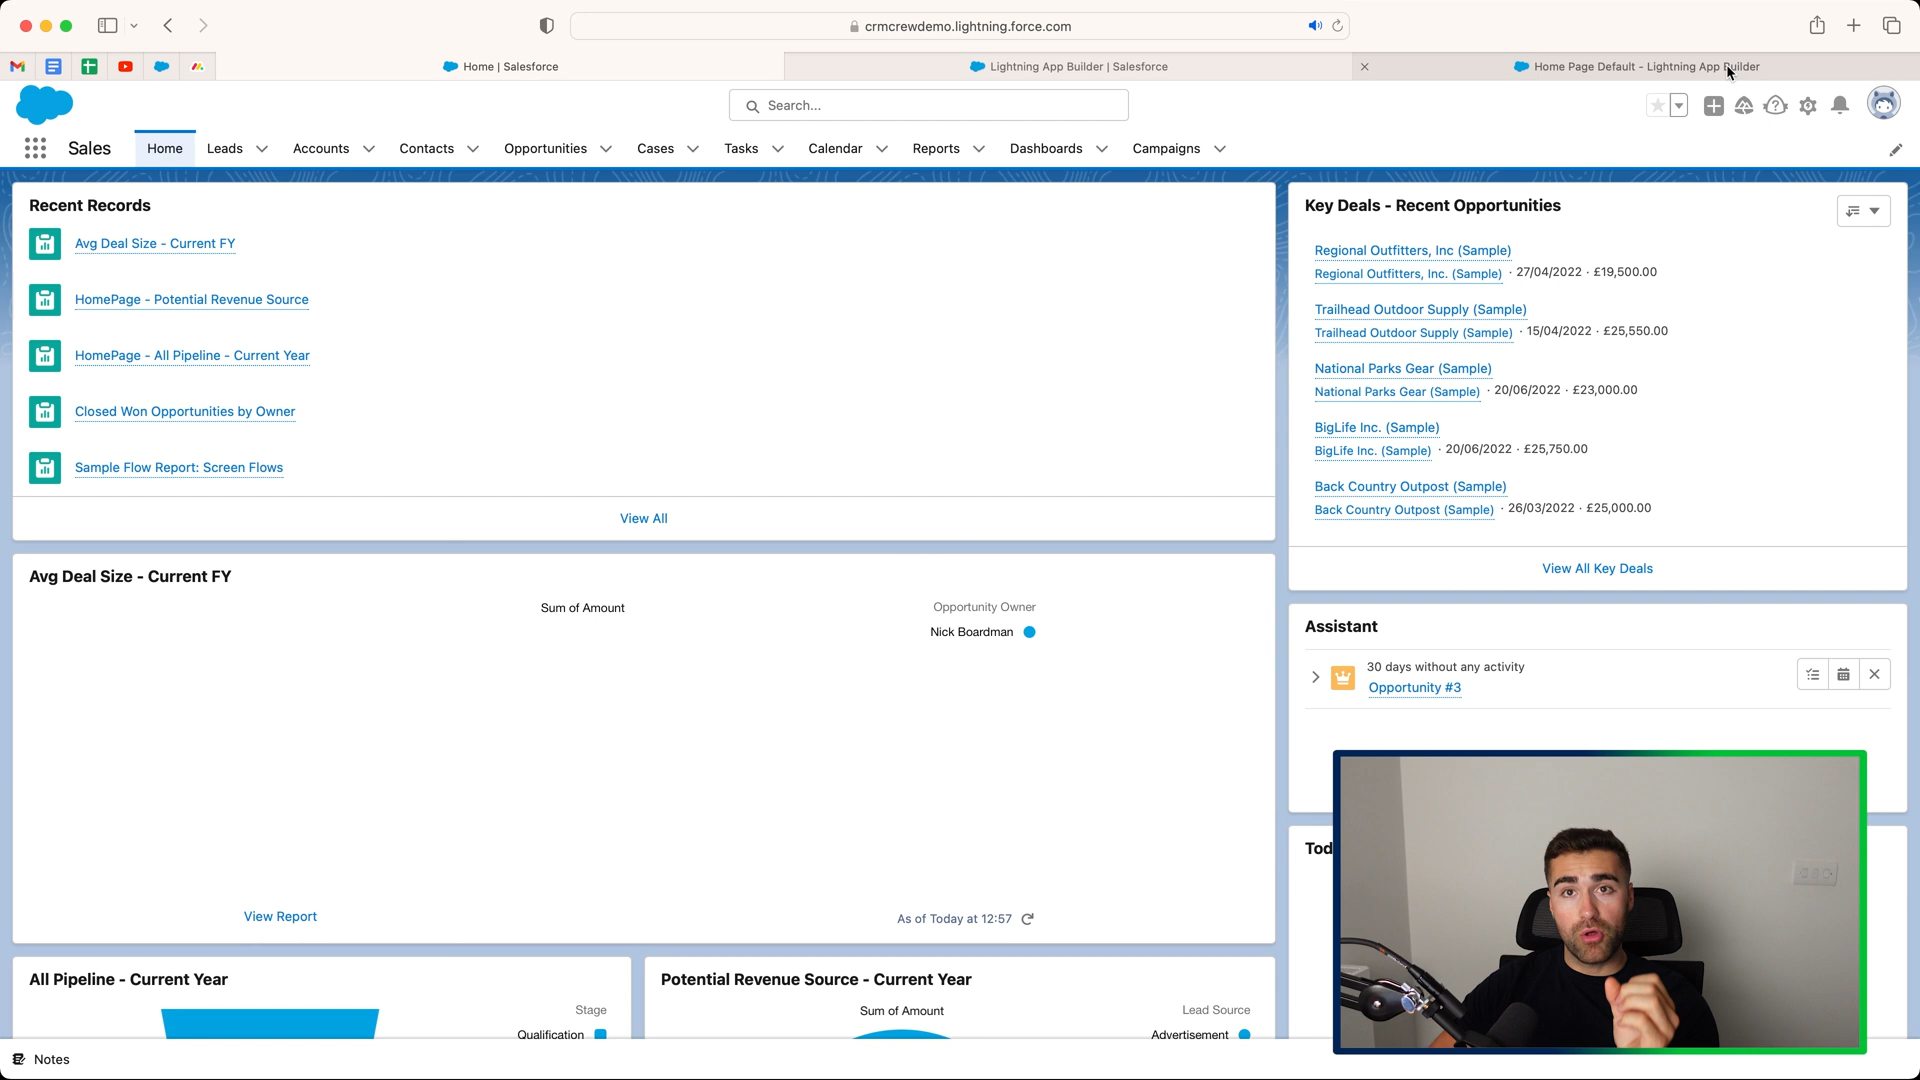 crmcrewdemo.lightning.force.com
Home | Salesforce
Lightning App Builder | Salesforce
Home Page Default - Lightning App Builder
Search...
Sales
Home
Leads
Accounts
Contacts
Opportunities
Cases
Tasks
Calendar
Reports
Dashboards
Campaigns
Recent Records
Avg Deal Size - Current FY
HomePage - Potential Revenue Source
HomePage - All Pipeline - Current Year
Closed Won Opportunities by Owner
Sample Flow Report: Screen Flows
View All
Key Deals - Recent Opportunities
Regional Outfitters, Inc (Sample)
Regional Outfitters, Inc. (Sample) · 27/04/2022 · £19,500.00
Trailhead Outdoor Supply (Sample)
Trailhead Outdoor Supply (Sample) · 15/04/2022 · £25,550.00
National Parks Gear (Sample)
National Parks Gear (Sample) · 20/06/2022 · £23,000.00
BigLife Inc. (Sample)
BigLife Inc. (Sample) · 20/06/2022 · £25,750.00
Back Country Outpost (Sample)
Back Country Outpost (Sample) · 26/03/2022 · £25,000.00
View All Key Deals
Avg Deal Size - Current FY
Sum of Amount
Opportunity Owner
Nick Boardman
View Report
As of Today at 12:57
Assistant
30 days without any activity
Opportunity #3
Tod
All Pipeline - Current Year
Stage
Qualification
Potential Revenue Source - Current Year
Sum of Amount
Lead Source
Advertisement
Notes